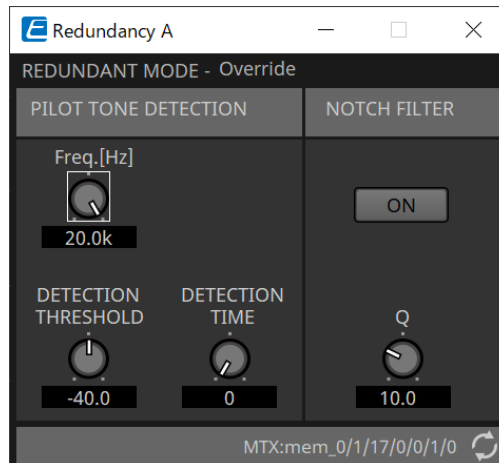 Redundancy A
REDUNDANT MODE - Override
PILOT TONE DETECTION
NOTCH FILTER
Freq.[Hz]
20.0k
ON
DETECTION THRESHOLD
-40.0
DETECTION TIME
0
Q
10.0
MTX:mem_0/1/17/0/0/1/0